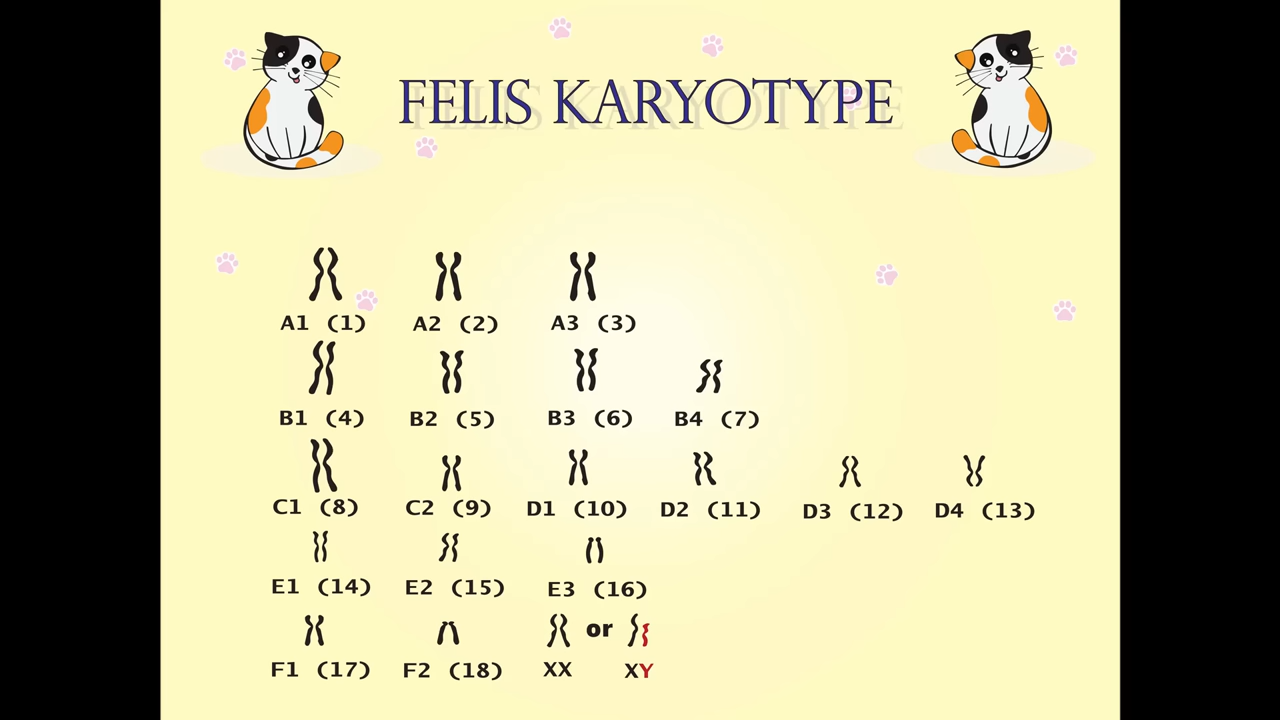 FELIS KARYOTYPE
A1 (1) A2 (2) A3 (3)
B1 (4) B2 (5) B3 (6) B4 (7)
C1 (8) C2 (9) D1 (10) D2 (11) D3 (12) D4 (13)
E1 (14) E2 (15) E3 (16)
or
F1 (17) F2 (18) XX XY